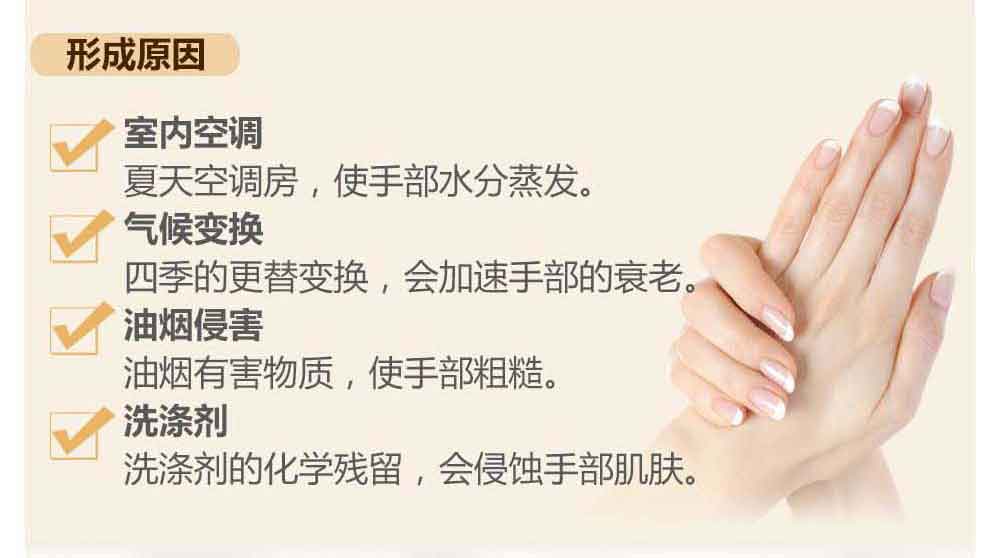 形成原因
室内空调
夏天空调房，使手部水分蒸发。
气候变换
四季的更替变换，会加速手部的衰老。
油烟侵害
油烟有害物质，使手部粗糙。
洗涤剂
洗涤剂的化学残留，会侵蚀手部肌肤。